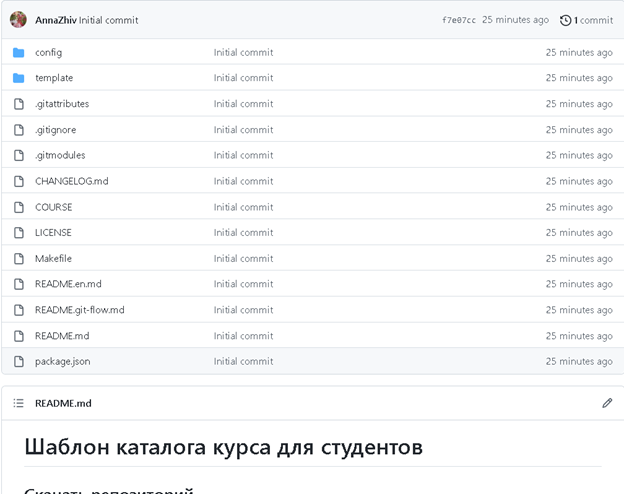 AnnaZhiv Initial commit f7e07cc 25 minutes ago 1 commit
config Initial commit 25 minutes ago
template Initial commit 25 minutes ago
.gitattributes Initial commit 25 minutes ago
.gitignore Initial commit 25 minutes ago
.gitmodules Initial commit 25 minutes ago
CHANGELOG.md Initial commit 25 minutes ago
COURSE Initial commit 25 minutes ago
LICENSE Initial commit 25 minutes ago
Makefile Initial commit 25 minutes ago
README.en.md Initial commit 25 minutes ago
README.git-flow.md Initial commit 25 minutes ago
README.md Initial commit 25 minutes ago
package.json Initial commit 25 minutes ago
README.md
Шаблон каталога курса для студентов
Скачать репозиторий